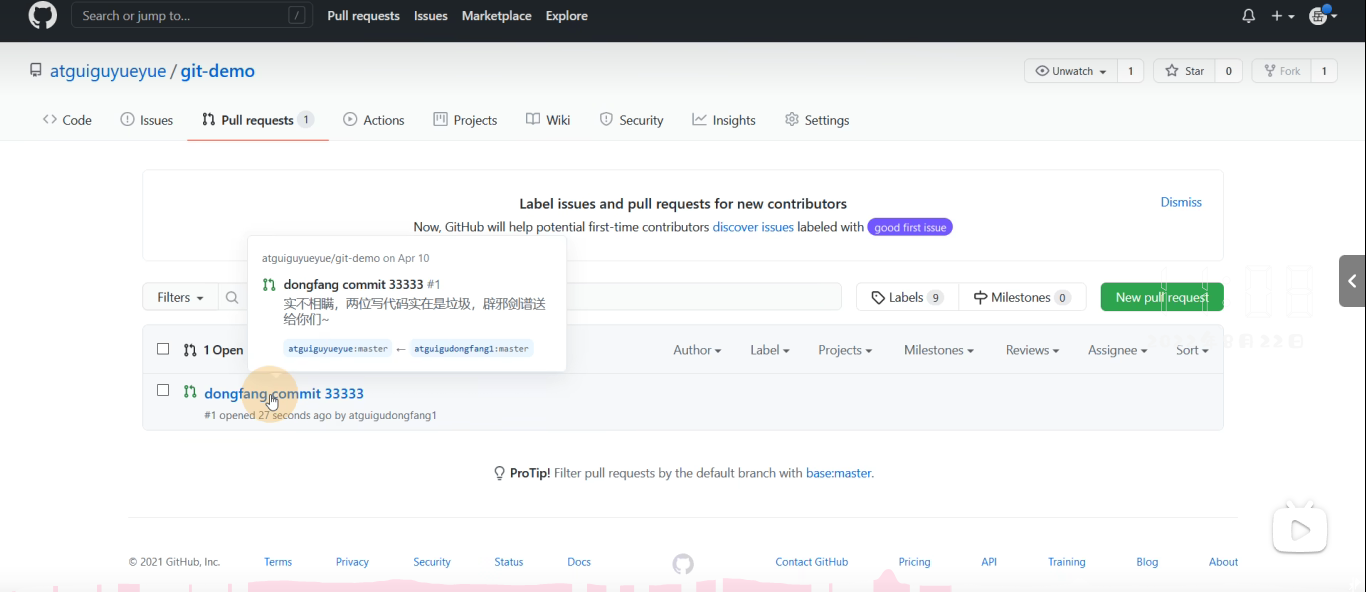 Search or jump to... /
Pull requests Issues Marketplace Explore
atguiguyueyue / git-demo
Unwatch 1 Star 0 Fork 1
Code Issues Pull requests 1 Actions Projects Wiki Security Insights Settings
Label issues and pull requests for new contributors
Dismiss
Now, GitHub will help potential first-time contributors discover issues labeled with good first issue
atguiguyueyue/git-demo on Apr 10
dongfang commit 33333 #1
实不相瞒，两位写代码实在是垃圾，辟邪剑谱送
给你们~
atguiguyueyue:master ← atguigudongfang1:master
Filters
Labels 9 Milestones 0 New pull request
1 Open
Author Label Projects Milestones Reviews Assignee Sort
dongfang commit 33333
#1 opened 27 seconds ago by atguigudongfang1
ProTip! Filter pull requests by the default branch with base:master.
© 2021 GitHub, Inc. Terms Privacy Security Status Docs Contact GitHub Pricing API Training Blog About